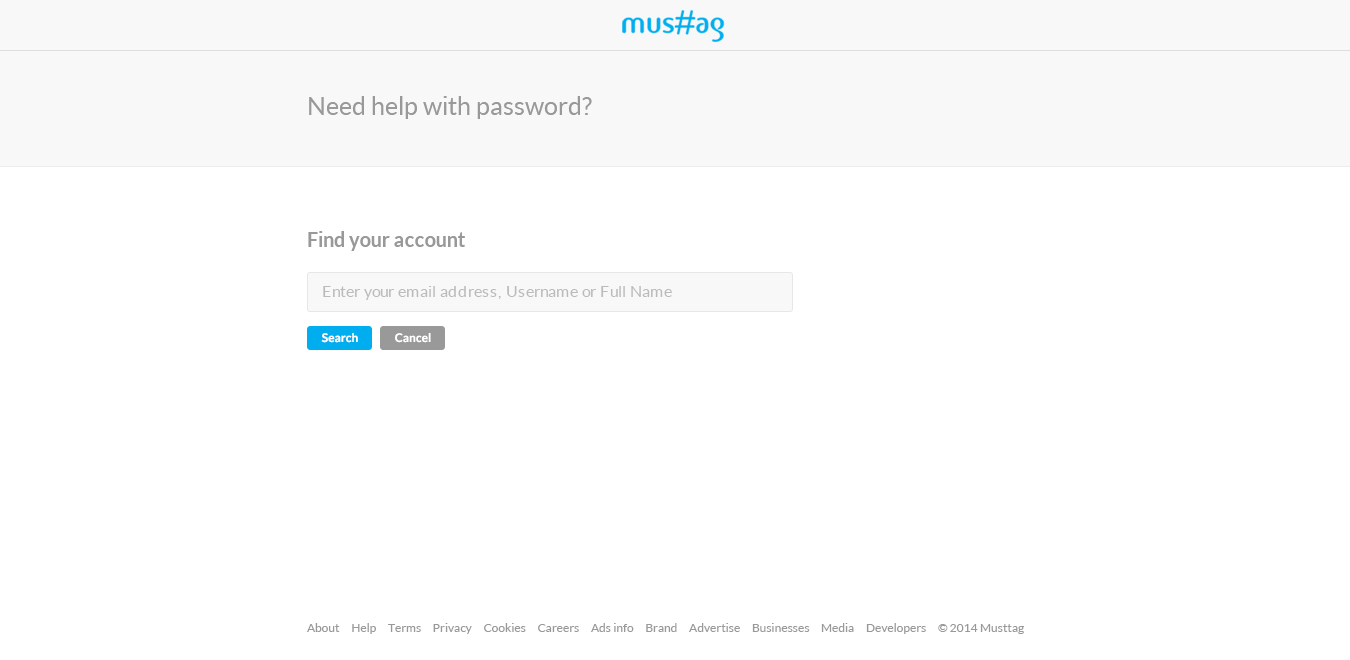 mus#ag
Need help with password?
Find your account
Enter your email address, Username or Full Name
Search Cancel
About Help Terms Privacy Cookies Careers Ads info Brand Advertise Businesses Media Developers © 2014 Musttag